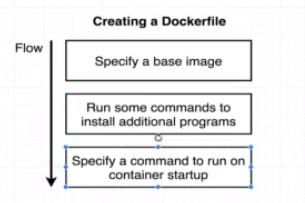 Creating a Dockerfile
Flow
Specify a base image
Run some commands to
install additional programs
Specify a command to run on
container startup